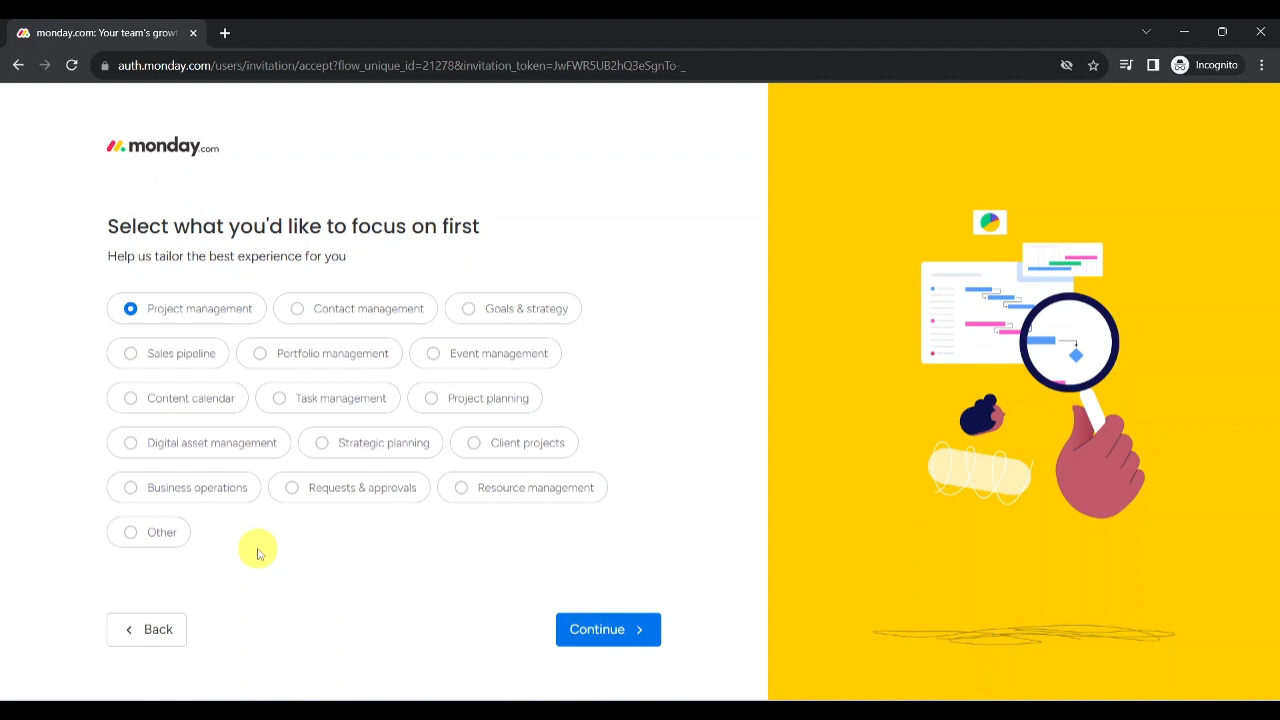 monday.com: Your team's growt
auth.monday.com/users/invitation/accept?flow_unique_id=21278&invitation_token=JwFWR5UB2hQ3eSgnTo-_
Incognito
monday.com
Select what you'd like to focus on first
Help us tailor the best experience for you
Project management Contact management Goals & strategy
Sales pipeline Portfolio management Event management
Content calendar Task management Project planning
Digital asset management Strategic planning Client projects
Business operations Requests & approvals Resource management
Other
Back Continue